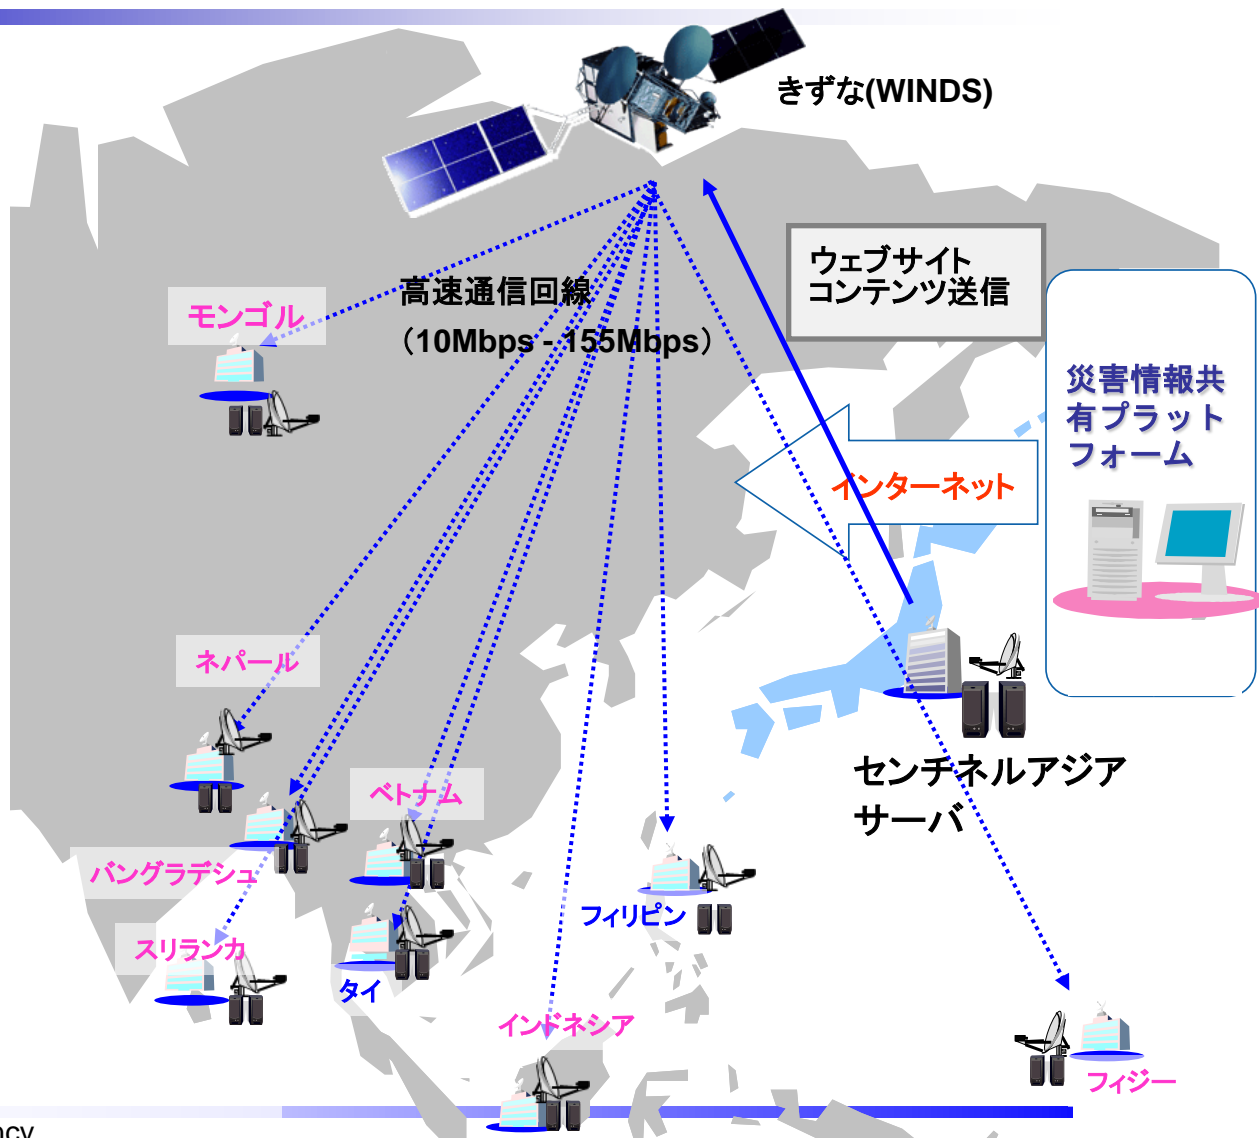 きずな(WINDS)
ウェブサイト
コンテンツ送信
高速通信回線
（10Mbps - 155Mbps）
モンゴル
災害情報共
有プラット
フォーム
インターネット
ネパール
センチネルアジア
サーバ
ベトナム
バングラデシュ
フィリピン
スリランカ
タイ
インドネシア
フィジー